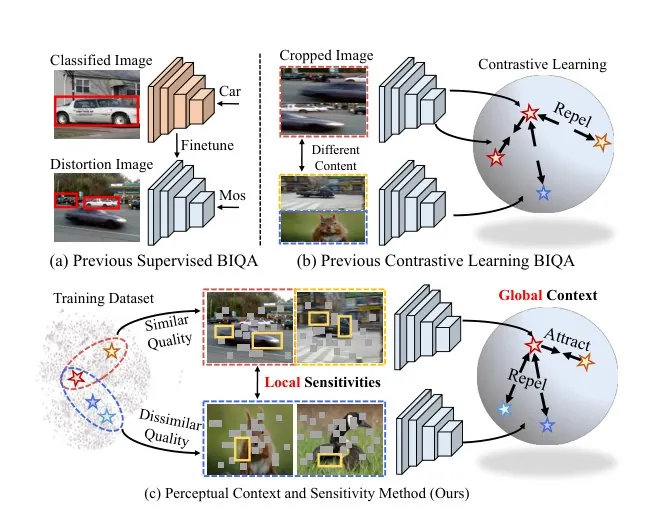 Classified Image
Car
Finetune
Distortion Image
Mos
(a) Previous Supervised BIQA
Cropped Image
Different
Content
Contrastive Learning
Repel
(b) Previous Contrastive Learning BIQA
Training Dataset
Similar
Quality
Dissimilar
Quality
Local Sensitivities
Global Context
Attract
Repel
(c) Perceptual Context and Sensitivity Method (Ours)